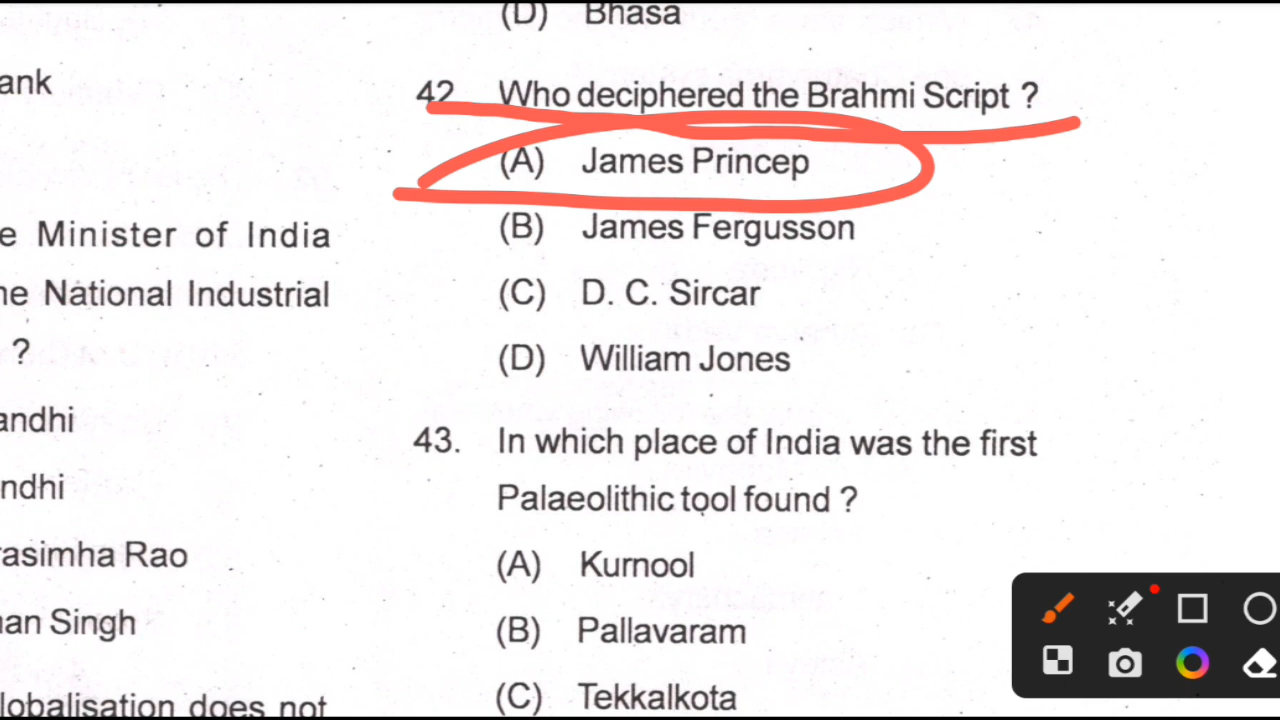 ank
e Minister of India
he National Industrial
?
andhi
ndhi
rasimha Rao
an Singh
lobalisation does not
(D) Bhasa
42. Who deciphered the Brahmi Script ?
(A) James Princep
(B) James Fergusson
(C) D. C. Sircar
(D) William Jones
43. In which place of India was the first
Palaeolithic tool found ?
(A) Kurnool
(B) Pallavaram
(C) Tekkalkota